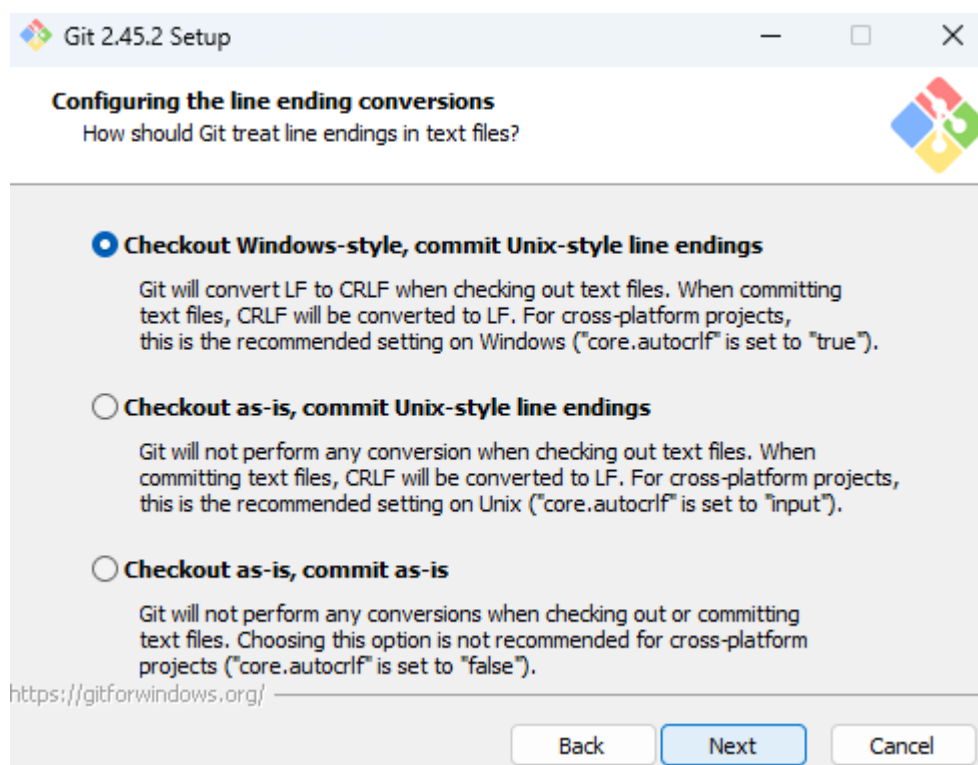 Git 2.45.2 Setup
Configuring the line ending conversions
How should Git treat line endings in text files?
Checkout Windows-style, commit Unix-style line endings
Git will convert LF to CRLF when checking out text files. When committing
text files, CRLF will be converted to LF. For cross-platform projects,
this is the recommended setting on Windows ("core.autocrlf" is set to "true").
Checkout as-is, commit Unix-style line endings
Git will not perform any conversion when checking out text files. When
committing text files, CRLF will be converted to LF. For cross-platform projects,
this is the recommended setting on Unix ("core.autocrlf" is set to "input").
Checkout as-is, commit as-is
Git will not perform any conversions when checking out or committing
text files. Choosing this option is not recommended for cross-platform
projects ("core.autocrlf" is set to "false").
https://gitforwindows.org/
Back Next Cancel